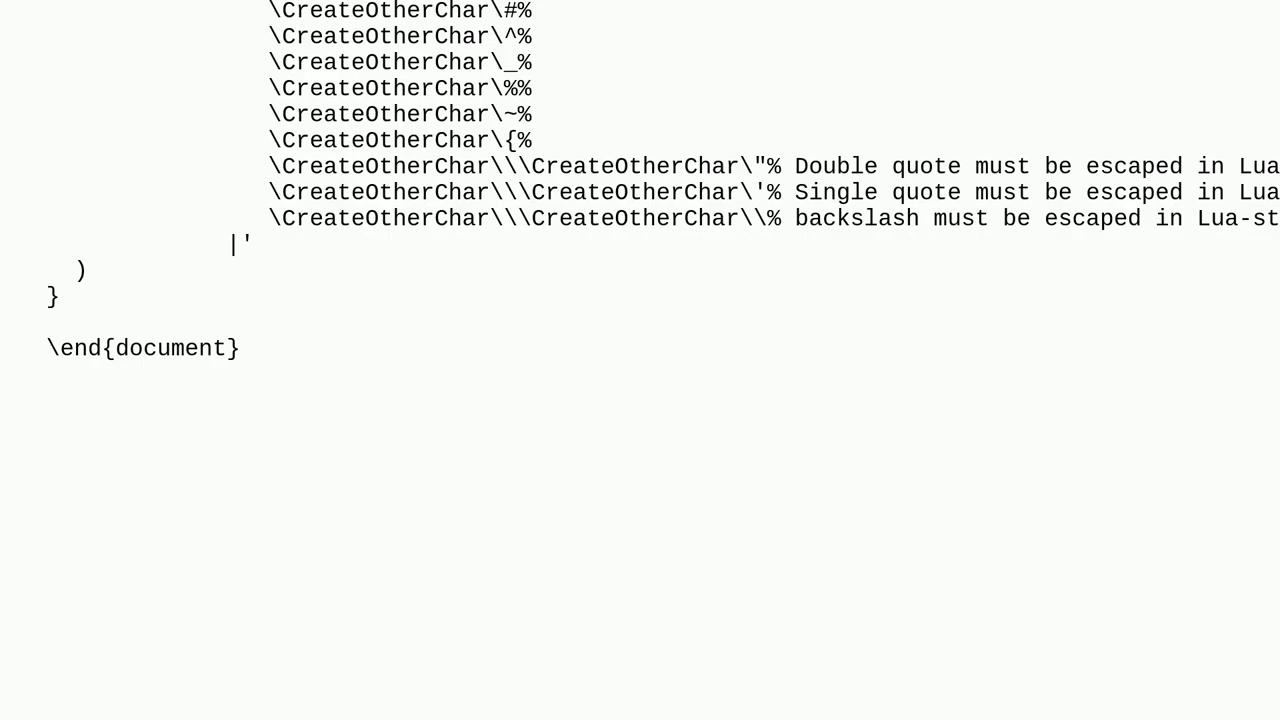 \CreateOtherChar\#%
\CreateOtherChar\^%
\CreateOtherChar\_%
\CreateOtherChar\%%
\CreateOtherChar\~%
\CreateOtherChar\{%
\CreateOtherChar\\\CreateOtherChar\"% Double quote must be escaped in Lua
\CreateOtherChar\\\CreateOtherChar\'% Single quote must be escaped in Lua
\CreateOtherChar\\\CreateOtherChar\\% backslash must be escaped in Lua-st
|'
)
}
\end{document}